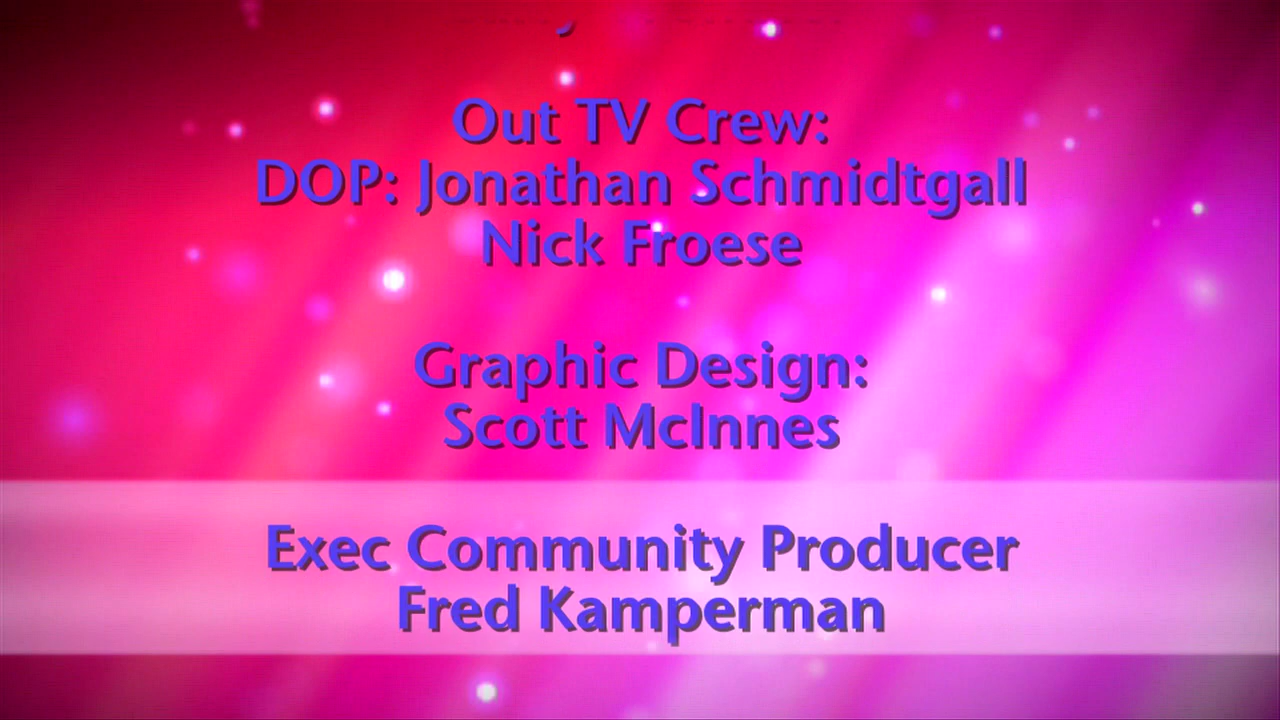 Out TV Crew:
DOP: Jonathan Schmidtgall
Nick Froese
Graphic Design:
Scott McInnes
Exec Community Producer
Fred Kamperman